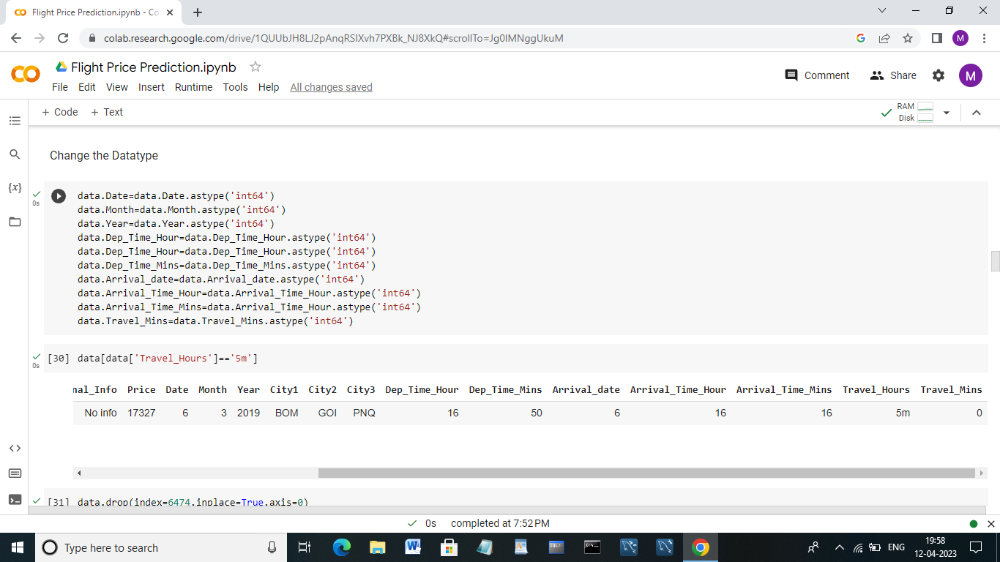 Flight Price Prediction.ipynb - Co
colab.research.google.com/drive/1QUUbJH8LJ2pAnqRSlXvh7PXBk_NJ8XkQ#scrollTo=Jg0lMNggUkuM
M
Flight Price Prediction.ipynb
File Edit View Insert Runtime Tools Help All changes saved
Comment Share M
+ Code + Text
RAM
Disk
Change the Datatype
{x}
0s
data.Date=data.Date.astype('int64')
data.Month=data.Month.astype('int64')
data.Year=data.Year.astype('int64')
data.Dep_Time_Hour=data.Dep_Time_Hour.astype('int64')
data.Dep_Time_Hour=data.Dep_Time_Hour.astype('int64')
data.Dep_Time_Mins=data.Dep_Time_Mins.astype('int64')
data.Arrival_date=data.Arrival_date.astype('int64')
data.Arrival_Time_Hour=data.Arrival_Time_Hour.astype('int64')
data.Arrival_Time_Mins=data.Arrival_Time_Hour.astype('int64')
data.Travel_Mins=data.Travel_Mins.astype('int64')
0s
[30] data[data['Travel_Hours']=='5m']
nal_Info Price Date Month Year City1 City2 City3 Dep_Time_Hour Dep_Time_Mins Arrival_date Arrival_Time_Hour Arrival_Time_Mins Travel_Hours Travel_Mins
No info 17327 6 3 2019 BOM GOI PNQ 16 50 6 16 16 5m 0
[31] data.drop(index=6474,inplace=True,axis=0)
0s completed at 7:52 PM
Type here to search
ENG
19:58
12-04-2023